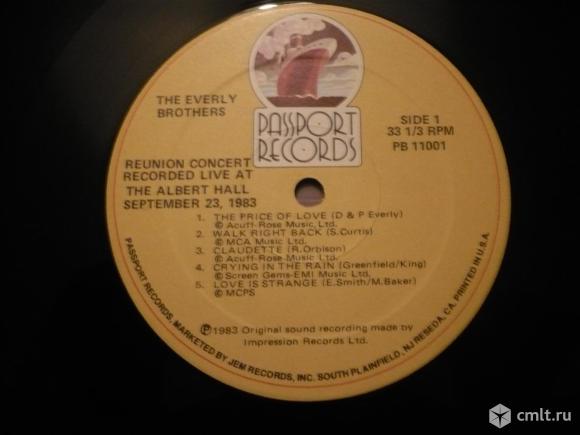 PASSPORT
RECORDS
THE EVERLY
BROTHERS
SIDE 1
33 1/3 RPM
PB 11001
REUNION CONCERT
RECORDED LIVE AT
THE ALBERT HALL
SEPTEMBER 23, 1983
1. THE PRICE OF LOVE (D & P Everly)
© Acuff-Rose Music Ltd.
2. WALK RIGHT BACK (S.Curtis)
© MCA Music Ltd.
3. CLAUDETTE (R.Orbison)
© Acuff-Rose Music Ltd.
4. CRYING IN THE RAIN (Greenfield/King)
© Screen Gems-EMI Music Ltd.
5. LOVE IS STRANGE (E.Smith/M.Baker)
© MCPS
℗1983 Original sound recording made by
Impression Records Ltd.
PASSPORT RECORDS, MARKETED BY JEM RECORDS, INC. SOUTH PLAINFIELD, NJ RESEDA, CA. PRINTED IN U.S.A.
cmlt.ru